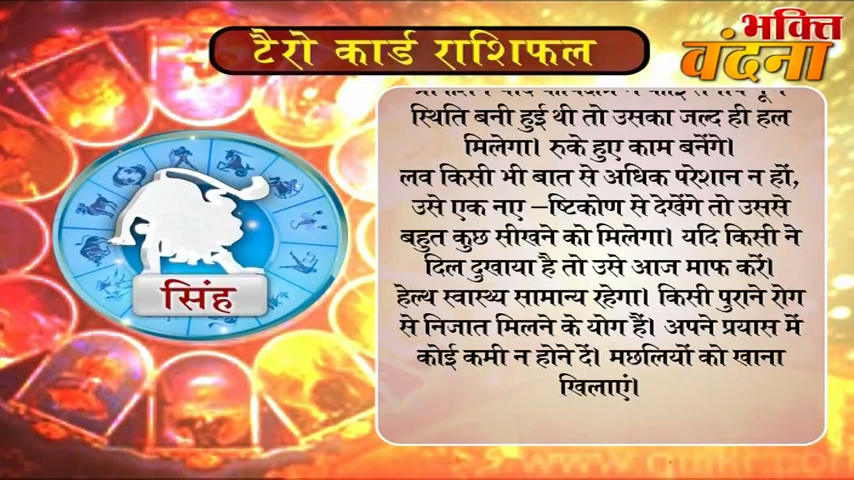 टैरो कार्ड राशिफल
भक्ति
वंदना
स्थिति बनी हुई थी तो उसका जल्द ही हल
मिलेगा। रुके हुए काम बनेंगे।
लव किसी भी बात से अधिक परेशान न हों,
उसे एक नए –ष्टिकोण से देखेंगे तो उससे
बहुत कुछ सीखने को मिलेगा। यदि किसी ने
दिल दुखाया है तो उसे आज माफ करें।
हेल्थ स्वास्थ्य सामान्य रहेगा। किसी पुराने रोग
से निजात मिलने के योग हैं। अपने प्रयास में
कोई कमी न होने दें। मछलियों को खाना
खिलाएं।
सिंह